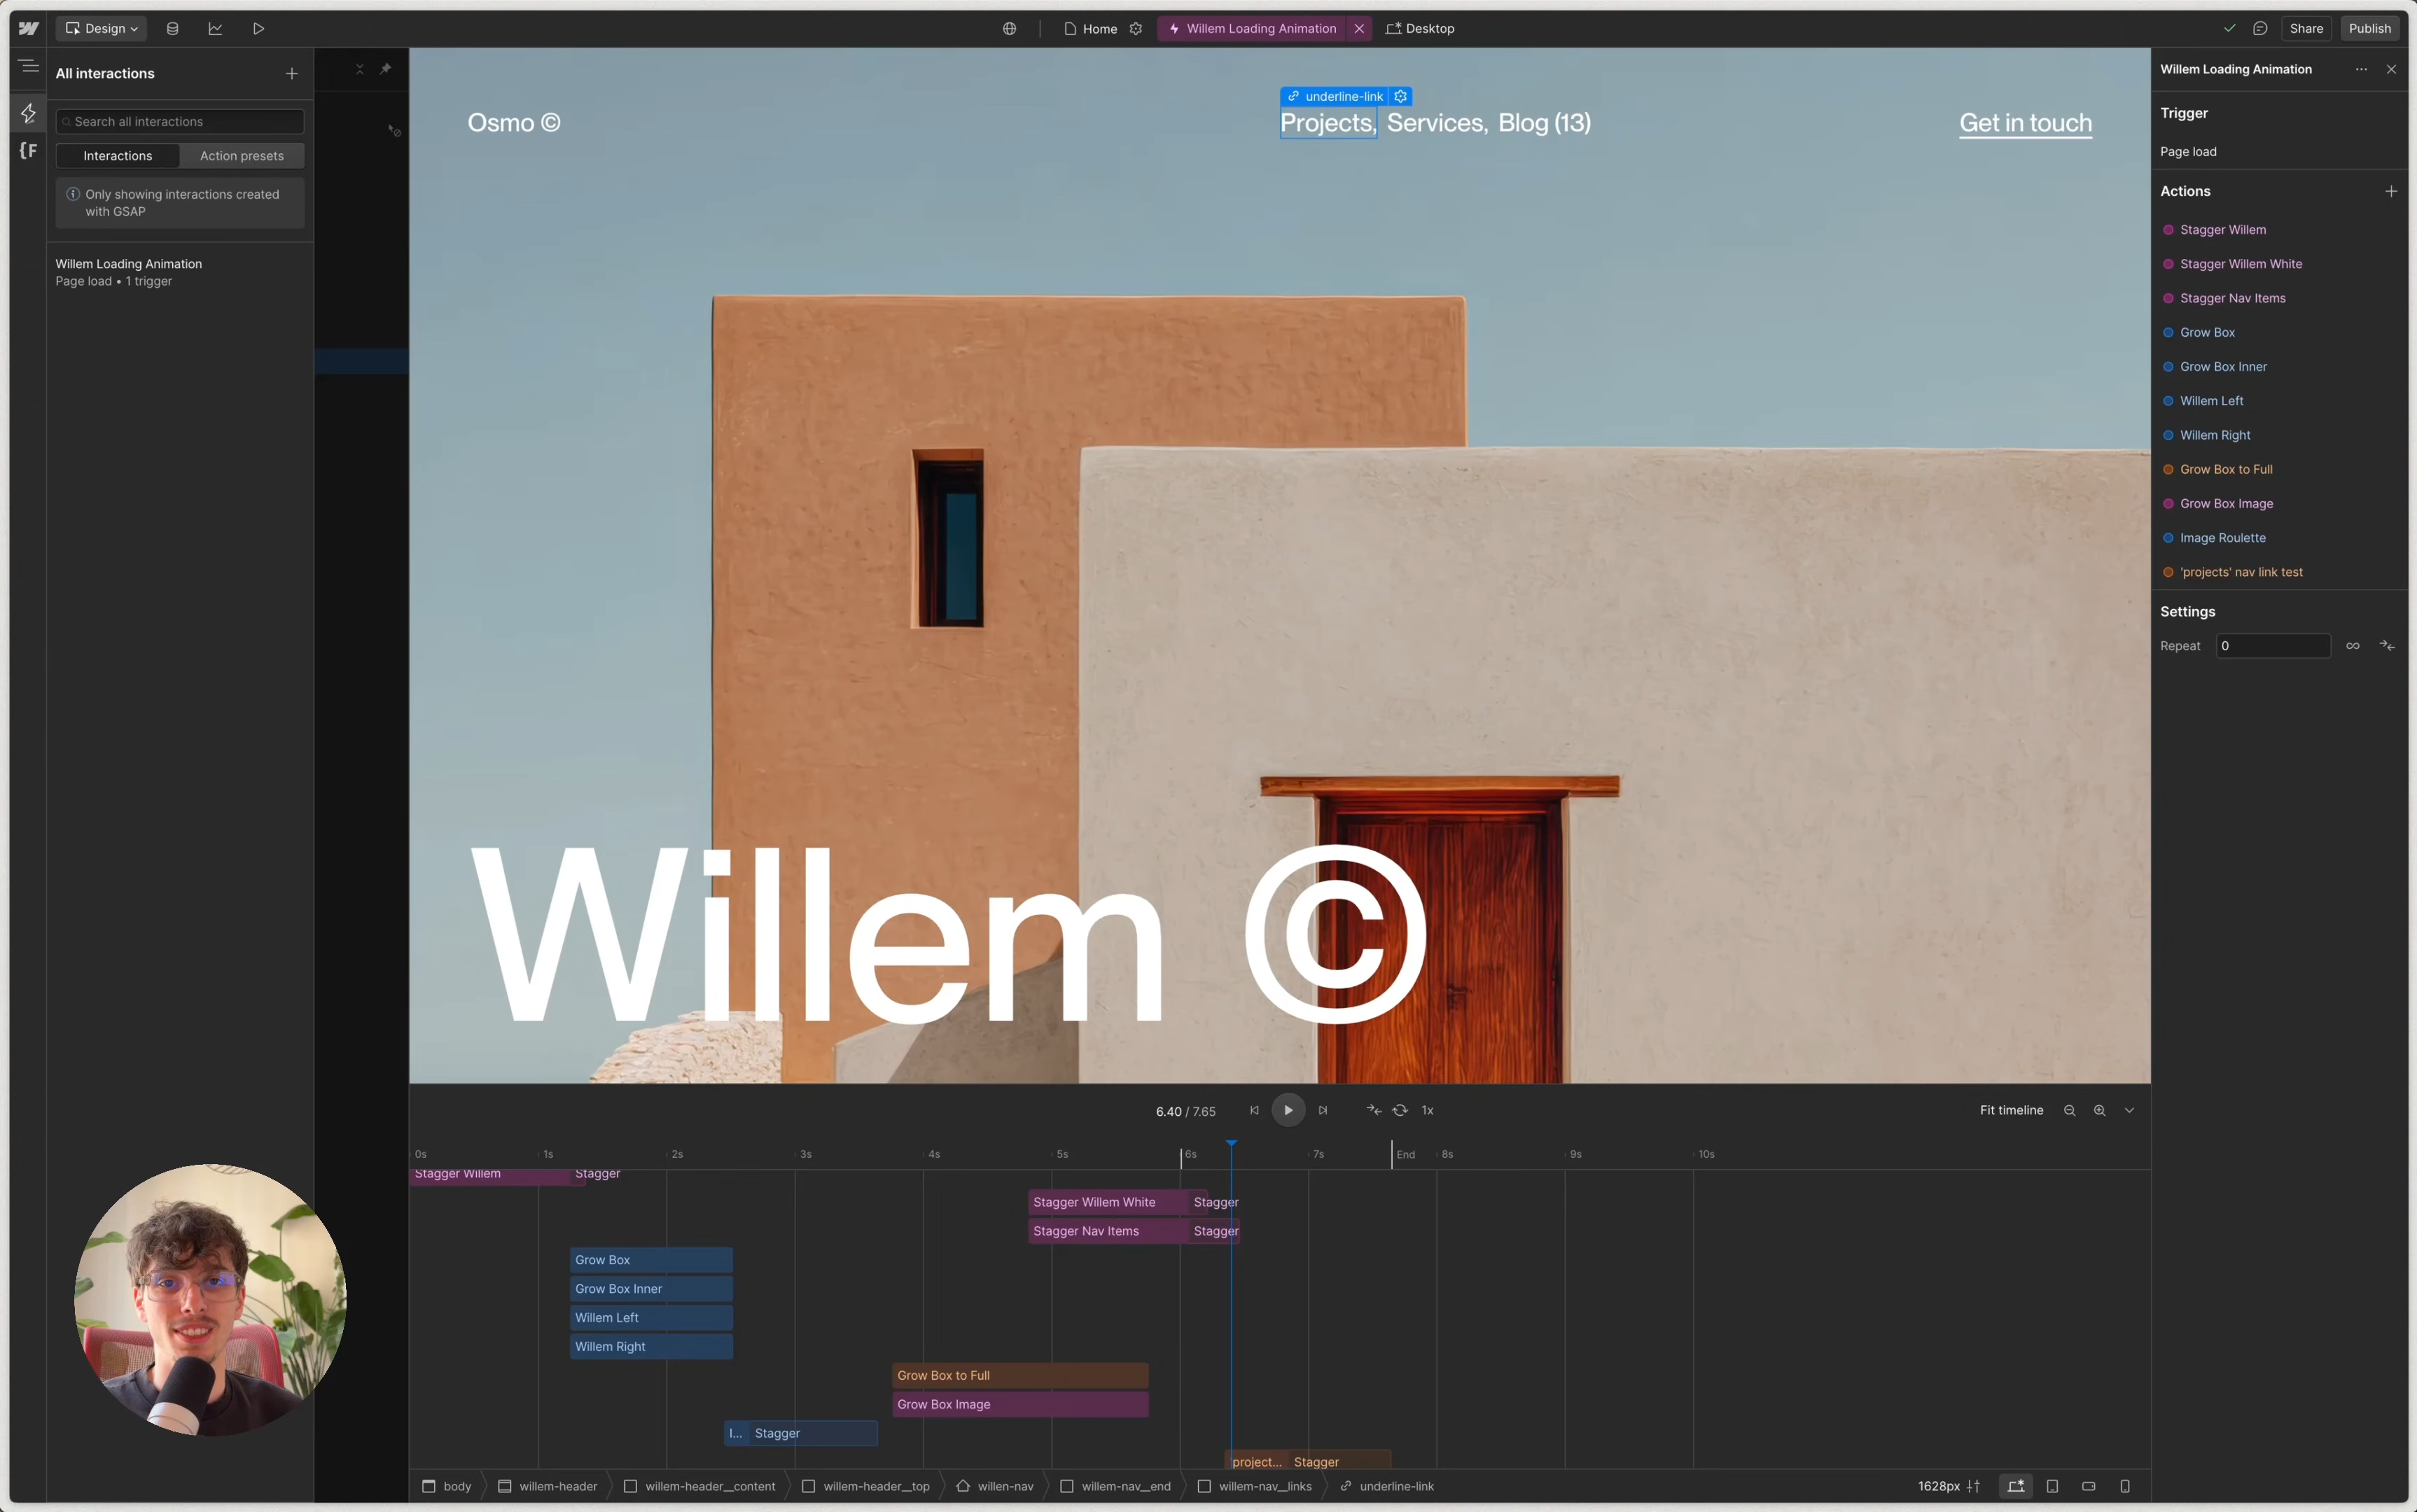 Design
Home
Willem Loading Animation
Desktop
Share
Publish
All interactions
Search all interactions
Interactions
Action presets
Only showing interactions created
with GSAP
Willem Loading Animation
Page load • 1 trigger
{F
Osmo ©
underline-link
Projects, Services, Blog (13)
Get in touch
Willem ©
Willem Loading Animation
Trigger
Page load
Actions
Stagger Willem
Stagger Willem White
Stagger Nav Items
Grow Box
Grow Box Inner
Willem Left
Willem Right
Grow Box to Full
Grow Box Image
Image Roulette
'projects' nav link test
Settings
Repeat 0
6.40 / 7.65
1x
Fit timeline
0s 1s 2s 3s 4s 5s 6s 7s End 8s 9s 10s
Stagger Willem Stagger
Stagger Willem White Stagger
Stagger Nav Items Stagger
Grow Box
Grow Box Inner
Willem Left
Willem Right
Grow Box to Full
Grow Box Image
I... Stagger
'project... Stagger
body willem-header willem-header__content willem-header__top willen-nav willem-nav__end willem-nav__links underline-link
1628px